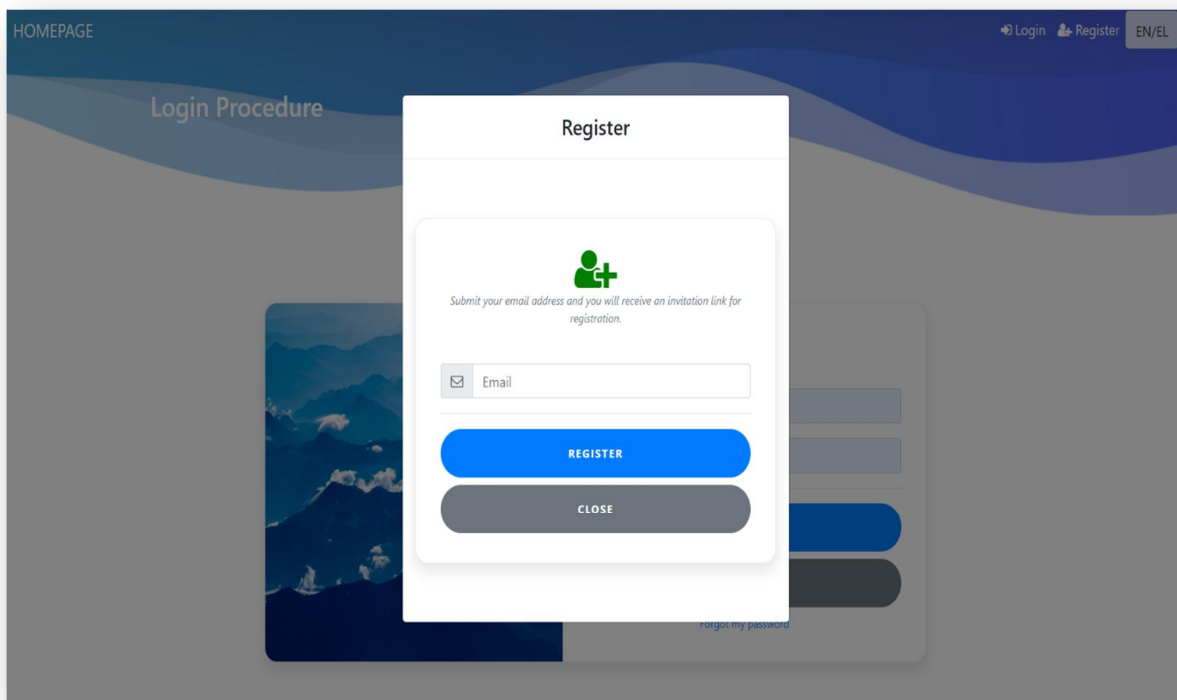 HOMEPAGE
Login Register EN/EL
Login Procedure
Register
Submit your email address and you will receive an invitation link for
registration.
Email
REGISTER
CLOSE
Forgot my password